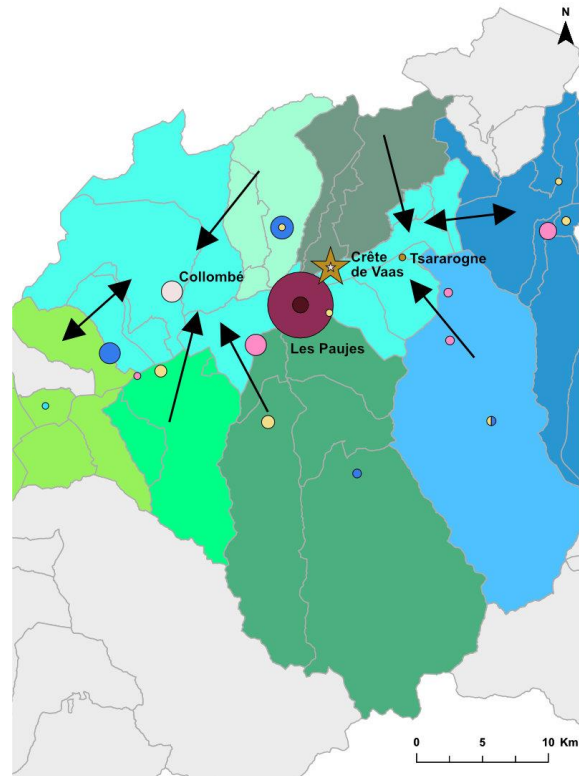 N
Crête
de Vaas
Tsararogne
Collombé
Les Paujes
0 5 10 Km